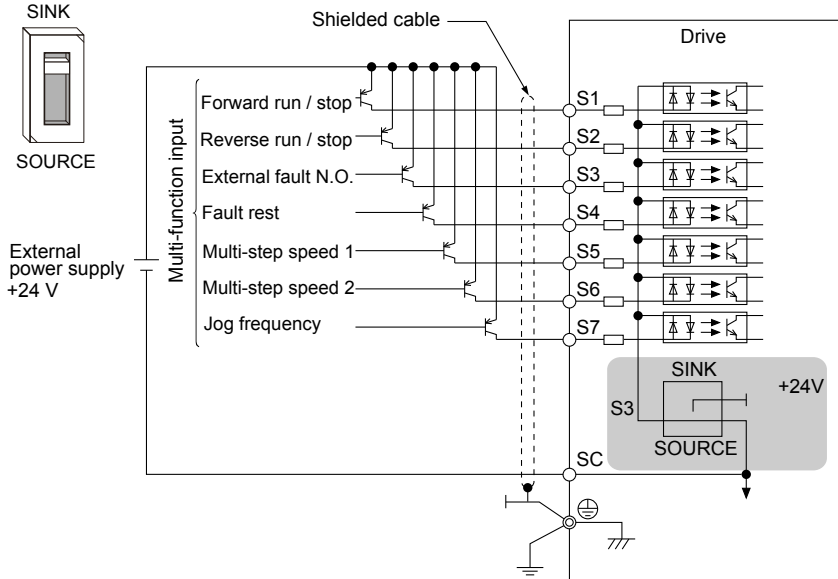 SINK
SOURCE
Shielded cable
Drive
Multi-function input
Forward run / stop
S1
Reverse run / stop
S2
External fault N.O.
S3
Fault rest
S4
Multi-step speed 1
S5
Multi-step speed 2
S6
Jog frequency
S7
External
power supply
+24 V
SINK
+24V
S3
SOURCE
SC